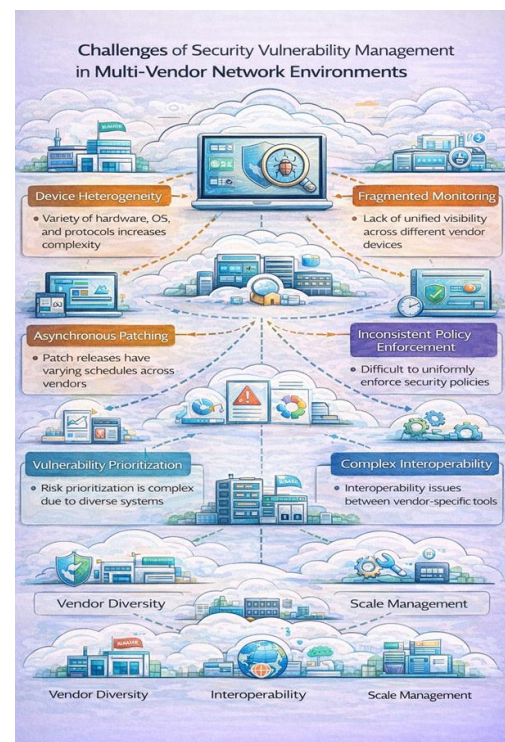 Challenges of Security Vulnerability Management
in Multi-Vendor Network Environments
Device Heterogeneity
• Variety of hardware, OS,
and protocols increases
complexity
Fragmented Monitoring
• Lack of unified visibility
across different vendor
devices
Asynchronous Patching
• Patch releases have
varying schedules across
vendors
Inconsistent Policy
Enforcement
• Difficult to uniformly
enforce security policies
Vulnerability Prioritization
• Risk prioritization is complex
due to diverse systems
Complex Interoperability
• Interoperability issues
between vendor-specific tools
Vendor Diversity
Scale Management
Vendor Diversity
Interoperability
Scale Management